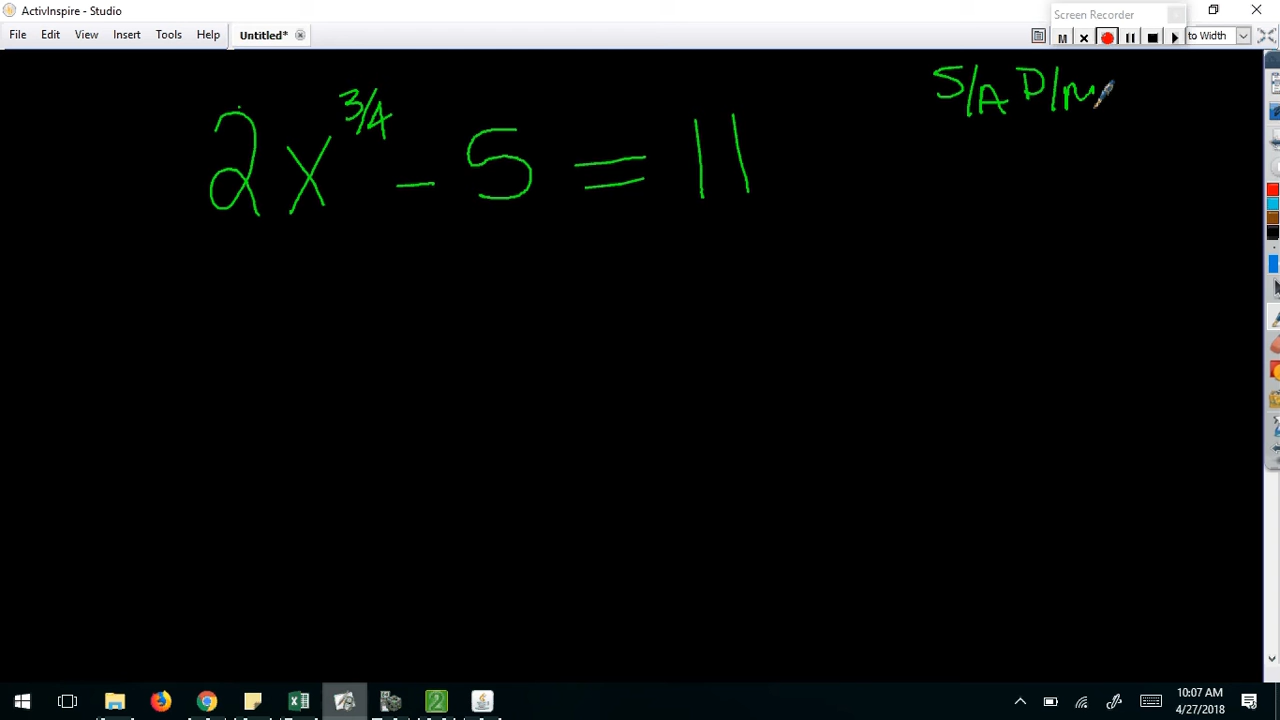 ActivInspire - Studio
Screen Recorder
File Edit View Insert Tools Help Untitled* to Width
S/A D/M
2x^3/4 - 5 = 11
10:07 AM
4/27/2018